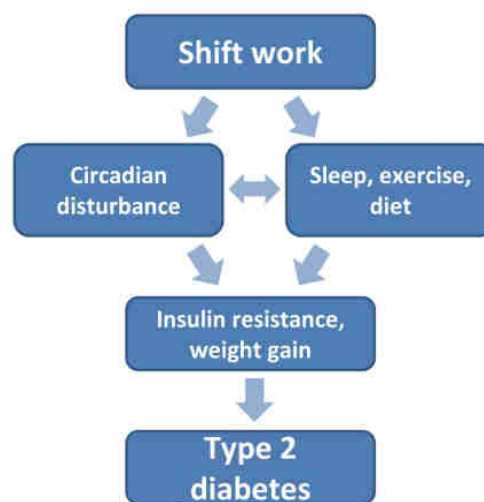 Shift work
Circadian
disturbance
Sleep, exercise,
diet
Insulin resistance,
weight gain
Type 2
diabetes